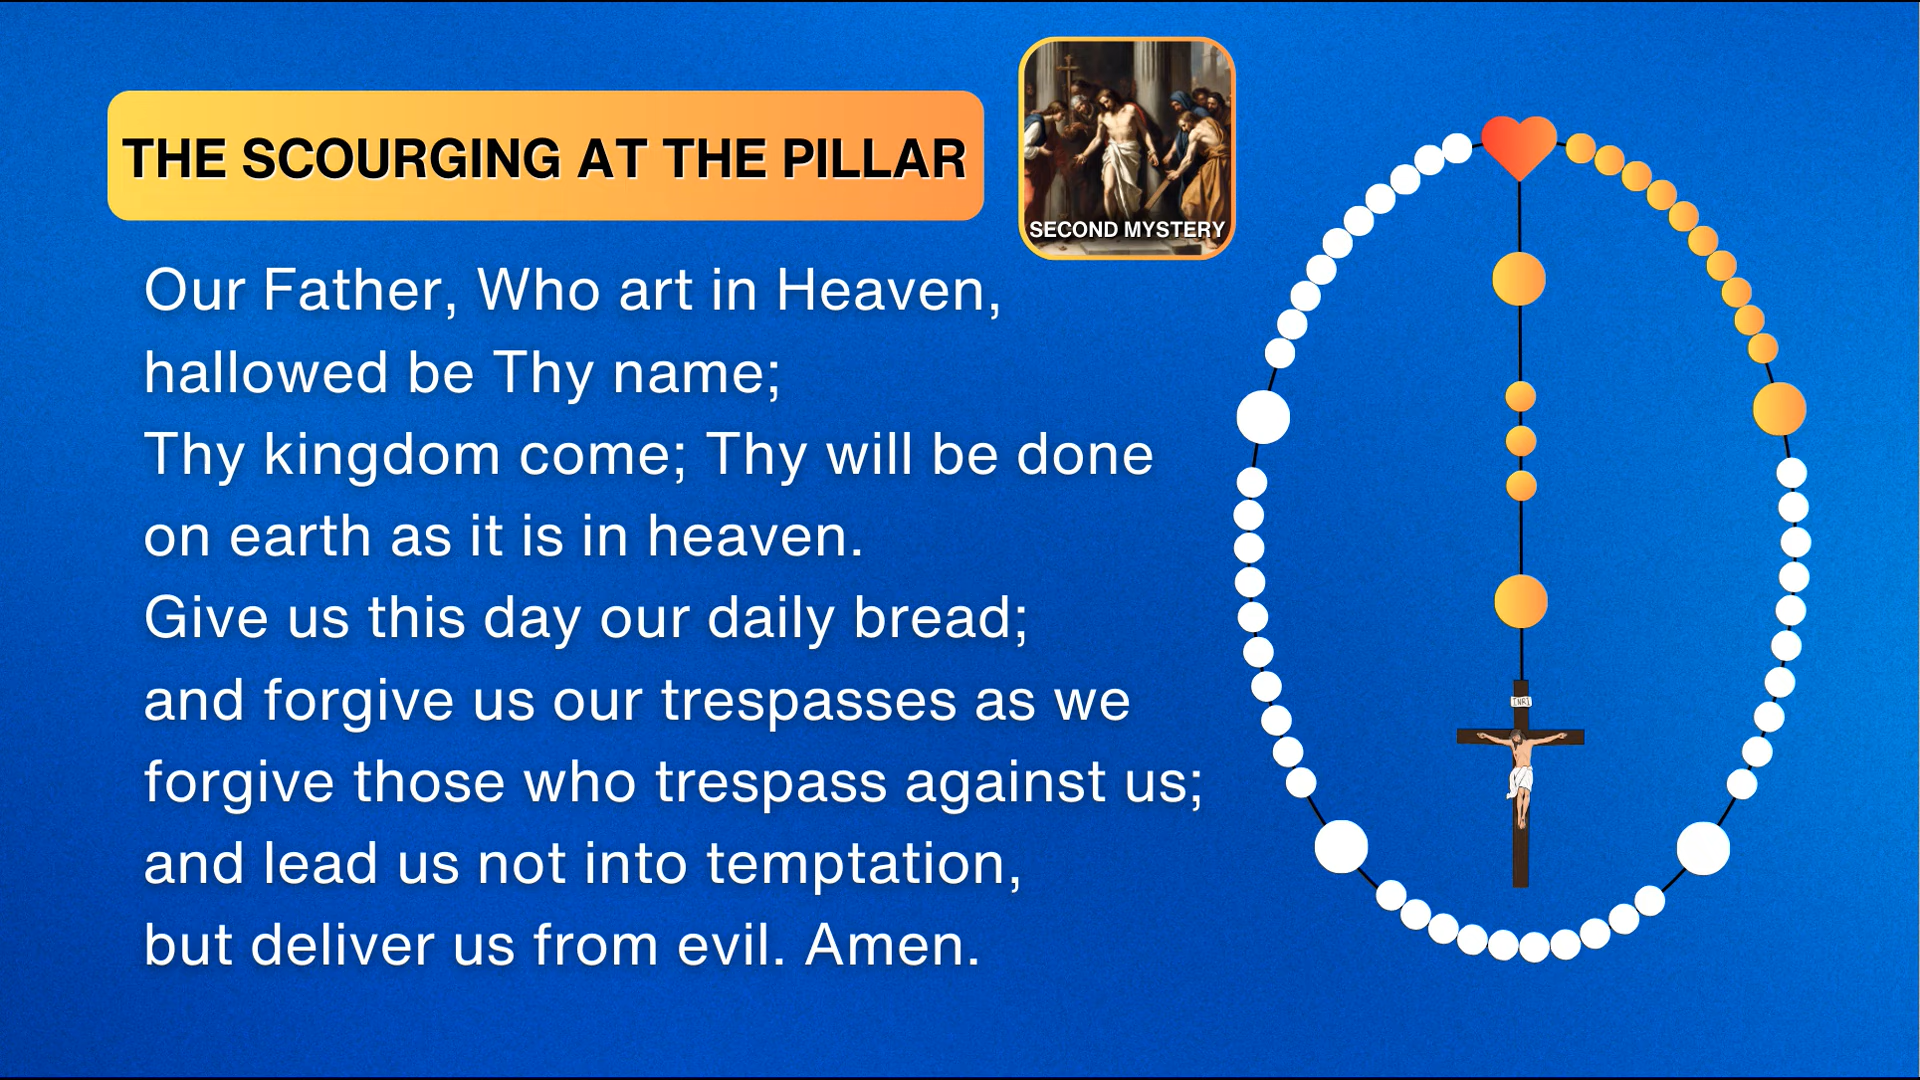 THE SCOURGING AT THE PILLAR
SECOND MYSTERY
Our Father, Who art in Heaven,
hallowed be Thy name;
Thy kingdom come; Thy will be done
on earth as it is in heaven.
Give us this day our daily bread;
and forgive us our trespasses as we
forgive those who trespass against us;
and lead us not into temptation,
but deliver us from evil. Amen.
INRI